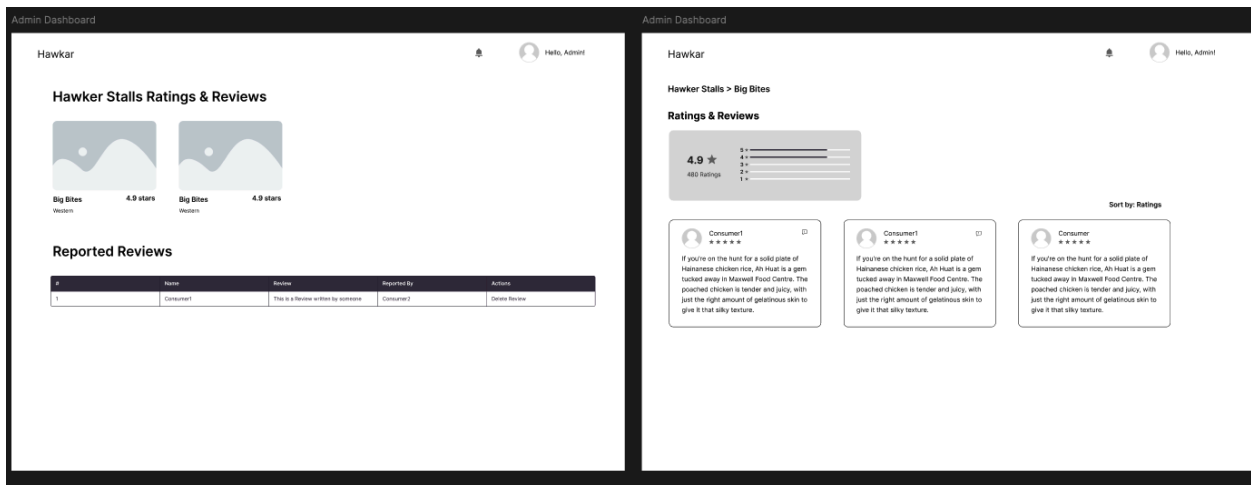 Admin Dashboard
Hawkar
Hello, Admin!
Hawker Stalls Ratings & Reviews
Big Bites
4.9 stars
Western
Big Bites
4.9 stars
Western
Reported Reviews
# Name Review Reported By Actions
1 Consumer1 This is a Review written by someone Consumer2 Delete Review
Admin Dashboard
Hawkar
Hello, Admin!
Hawker Stalls > Big Bites
Ratings & Reviews
4.9 ★
480 Ratings
5
4
3
2
1
Sort by: Ratings
Consumer1
★★★★★
If you're on the hunt for a solid plate of
Hainanese chicken rice, Ah Huat is a gem
tucked away in Maxwell Food Centre. The
poached chicken is tender and juicy, with
just the right amount of gelatinous skin to
give it that silky texture.
Consumer1
★★★★★
If you're on the hunt for a solid plate of
Hainanese chicken rice, Ah Huat is a gem
tucked away in Maxwell Food Centre. The
poached chicken is tender and juicy, with
just the right amount of gelatinous skin to
give it that silky texture.
Consumer
★★★★★
If you're on the hunt for a solid plate of
Hainanese chicken rice, Ah Huat is a gem
tucked away in Maxwell Food Centre. The
poached chicken is tender and juicy, with
just the right amount of gelatinous skin to
give it that silky texture.